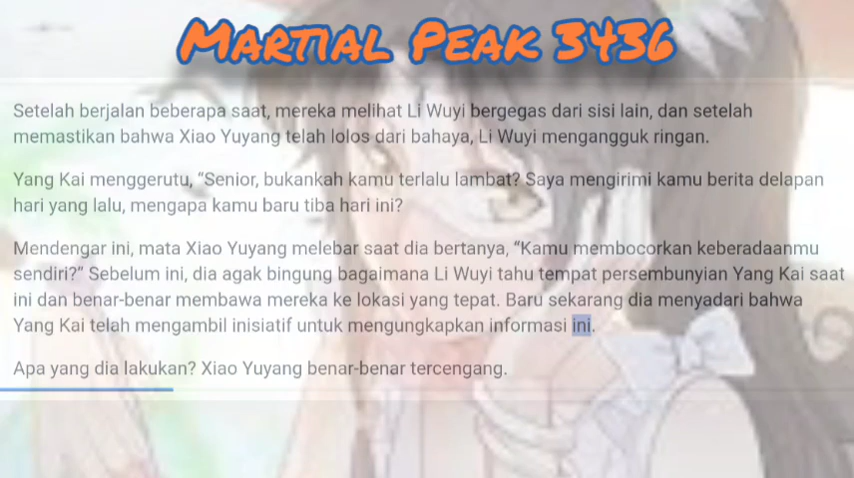 MARTIAL PEAK 3436
Setelah berjalan beberapa saat, mereka melihat Li Wuyi bergegas dari sisi lain, dan setelah
memastikan bahwa Xiao Yuyang telah lolos dari bahaya, Li Wuyi mengangguk ringan.
Yang Kai menggerutu, “Senior, bukankah kamu terlalu lambat? Saya mengirimi kamu berita delapan
hari yang lalu, mengapa kamu baru tiba hari ini?
Mendengar ini, mata Xiao Yuyang melebar saat dia bertanya, “Kamu membocorkan keberadaanmu
sendiri?” Sebelum ini, dia agak bingung bagaimana Li Wuyi tahu tempat persembunyian Yang Kai saat
ini dan benar-benar membawa mereka ke lokasi yang tepat. Baru sekarang dia menyadari bahwa
Yang Kai telah mengambil inisiatif untuk mengungkapkan informasi ini.
Apa yang dia lakukan? Xiao Yuyang benar-benar tercengang.